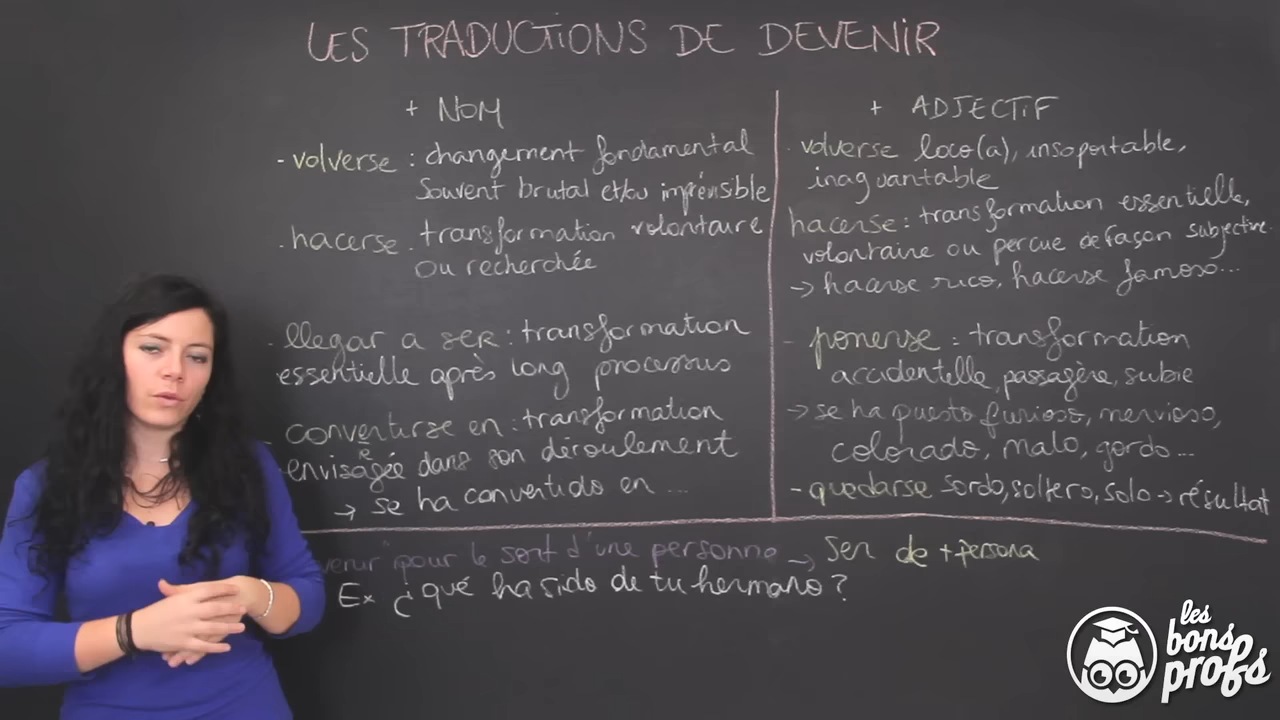 LES TRADUCTIONS DE DEVENIR
+ NOM
- volverse : changement fondamental
souvent brutal et/ou imprévisible
- hacerse - transformation volontaire
ou recherchée
- llegar a ser : transformation
essentielle après long processus
- convertirse en : transformation
envisagée dans son déroulement
→ se ha convertido en ...
+ ADJECTIF
- volverse loco(a), insoportable,
inaguantable
hacerse : transformation essentielle,
volontaire ou percue de façon subjective
→ hacerse rico, hacerse famoso...
- ponerse : transformation
accidentelle, passagère, subie
→ se ha puesto furioso, nervioso,
colorado, malo, gordo...
- quedarse sordo, soltero, solo → résultat
venir" pour le sort d'une personne → ser de + persona
Ex ¿qué ha sido de tu hermano?
les
bons
profs